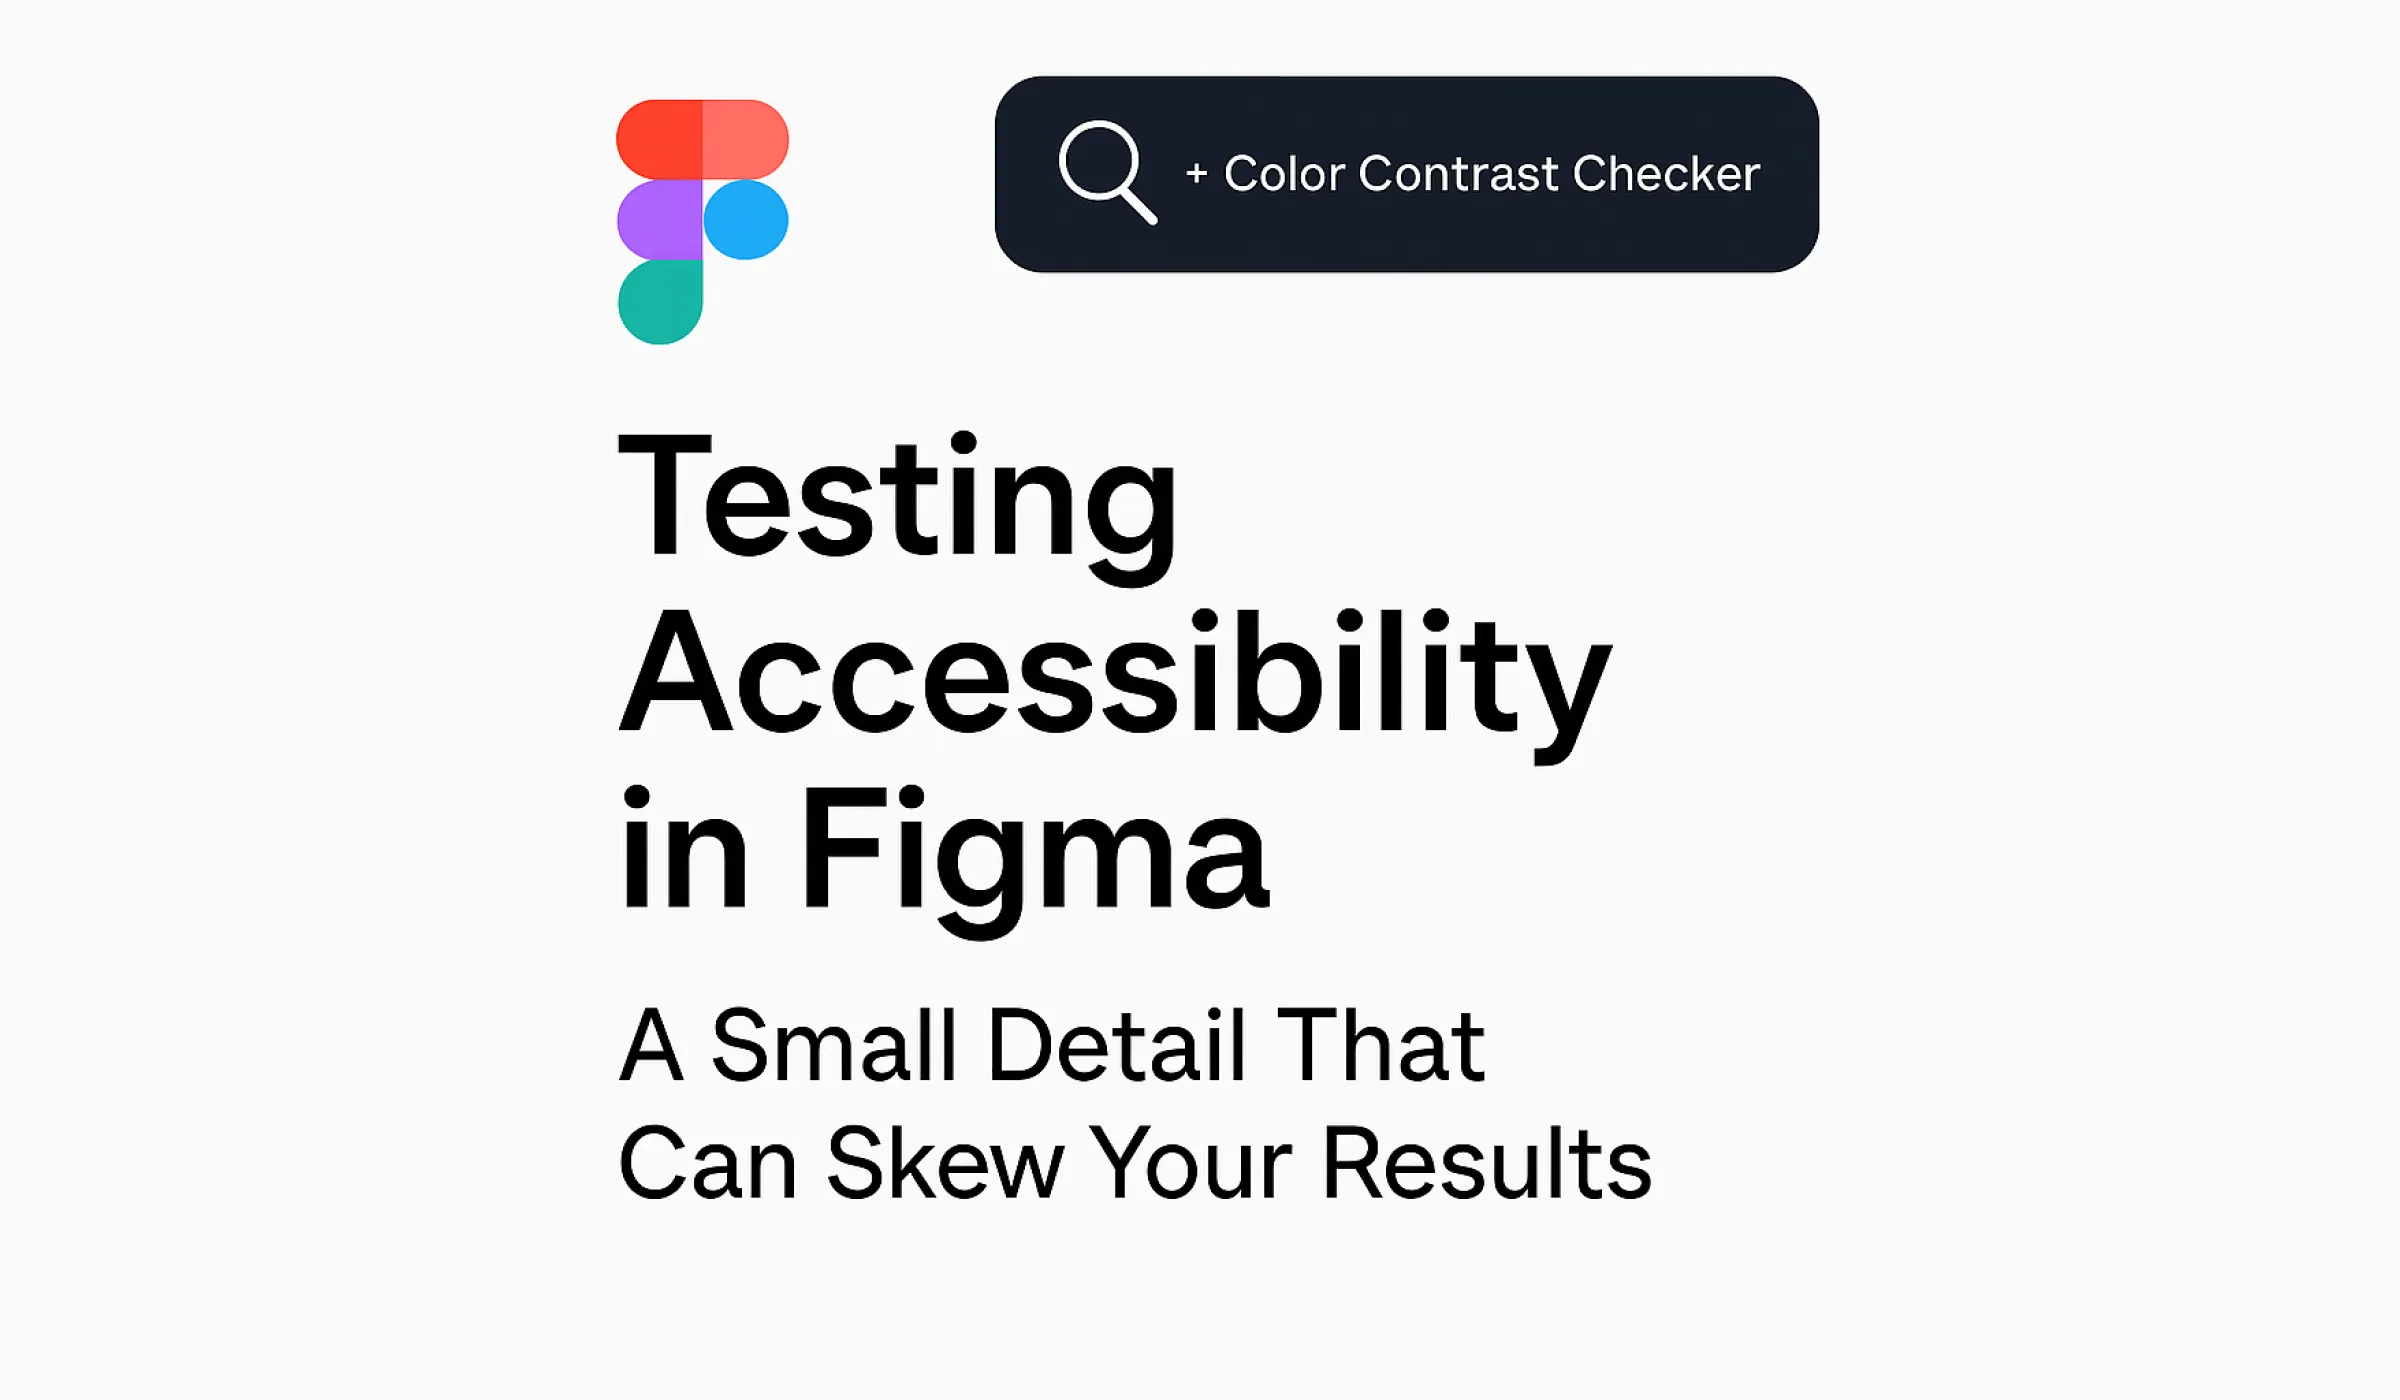 + Color Contrast Checker
Testing
Accessibility
in Figma
A Small Detail That
Can Skew Your Results